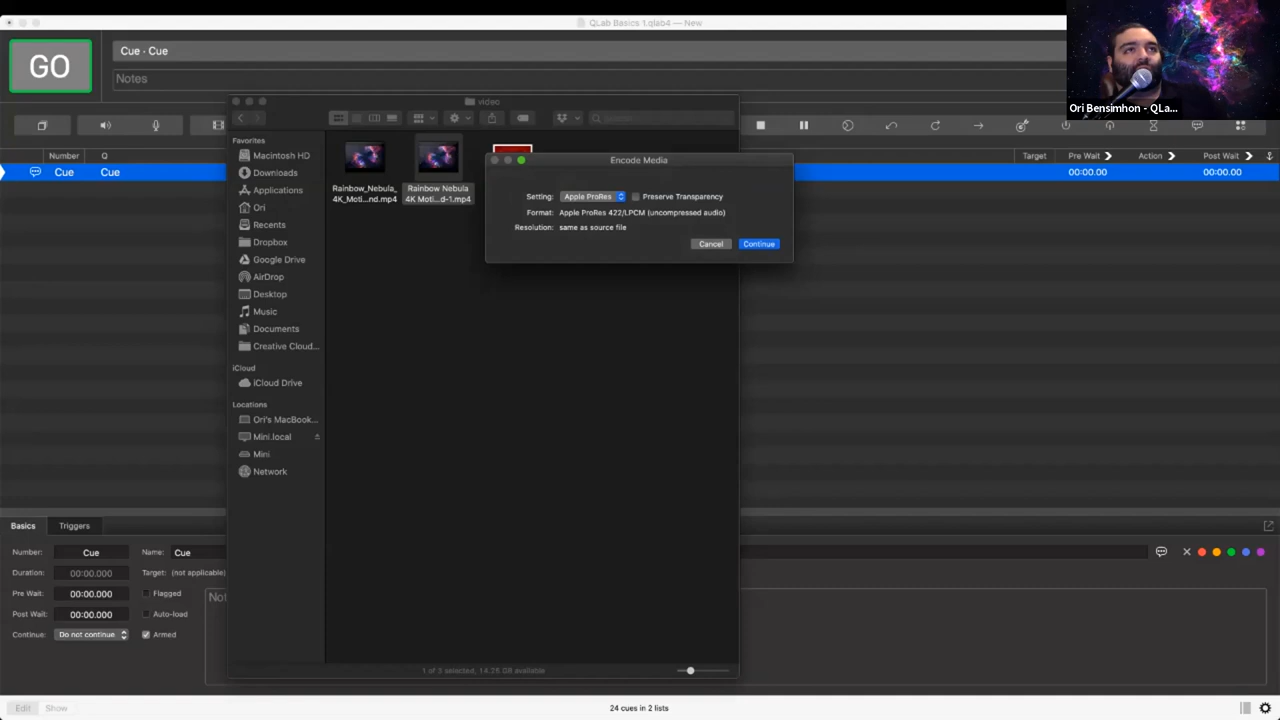 QLab Basics 1.qlab4 — New
GO
Cue · Cue
Notes
Ori Bensimhon - QLa...
video
Number
Q
Target
Pre Wait
Action
Post Wait
Cue
Cue
00:00.00
00:00.00
Favorites
Macintosh HD
Downloads
Applications
Ori
Recents
Dropbox
Google Drive
AirDrop
Desktop
Music
Documents
Creative Cloud...
iCloud
iCloud Drive
Locations
Ori's MacBook...
Mini.local
Mini
Network
Rainbow_Nebula_
4K_Moti...nd.mp4
Rainbow Nebula
4K Moti...d-1.mp4
Encode Media
Setting: Apple ProRes Preserve Transparency
Format: Apple ProRes 422/LPCM (uncompressed audio)
Resolution: same as source file
Cancel
Continue
1 of 3 selected, 14.25 GB available
Basics
Triggers
Number: Cue Name: Cue
Duration: 00:00.000 Target: (not applicable)
Pre Wait: 00:00.000 Flagged
Post Wait: 00:00.000 Auto-load
Continue: Do not continue Armed
Edit
Show
24 cues in 2 lists